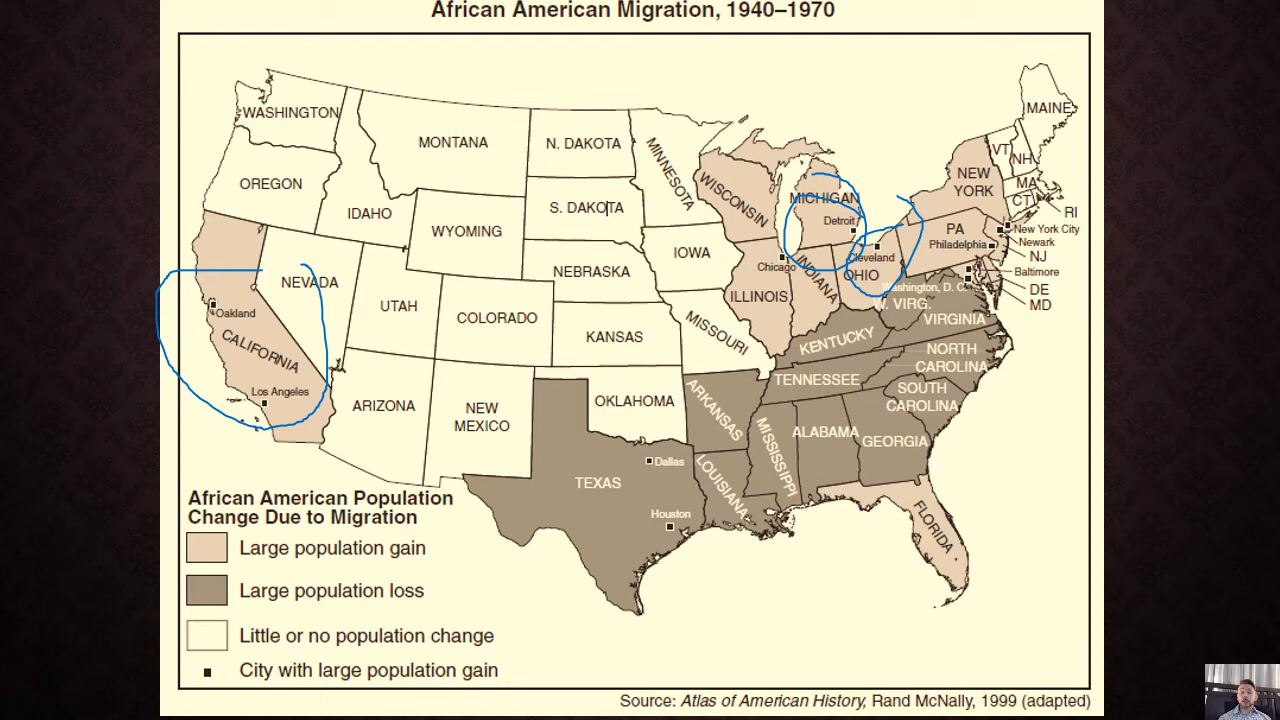 African American Migration, 1940–1970
WASHINGTON
MONTANA
N. DAKOTA
MINNESOTA
MAINE
OREGON
IDAHO
WYOMING
S. DAKOTA
WISCONSIN
MICHIGAN
Detroit
NEW
YORK
VT
NH
MA
CT
RI
New York City
Newark
NJ
PA
Philadelphia
Baltimore
DE
MD
NEVADA
UTAH
COLORADO
NEBRASKA
IOWA
Chicago
ILLINOIS
INDIANA
Cleveland
OHIO
Washington, D. C.
W. VIRG.
VIRGINIA
Oakland
CALIFORNIA
Los Angeles
KANSAS
MISSOURI
KENTUCKY
NORTH
CAROLINA
TENNESSEE
SOUTH
CAROLINA
ARIZONA
NEW
MEXICO
OKLAHOMA
ARKANSAS
MISSISSIPPI
ALABAMA
GEORGIA
TEXAS
Dallas
Houston
LOUISIANA
FLORIDA
African American Population
Change Due to Migration
Large population gain
Large population loss
Little or no population change
City with large population gain
Source: Atlas of American History, Rand McNally, 1999 (adapted)